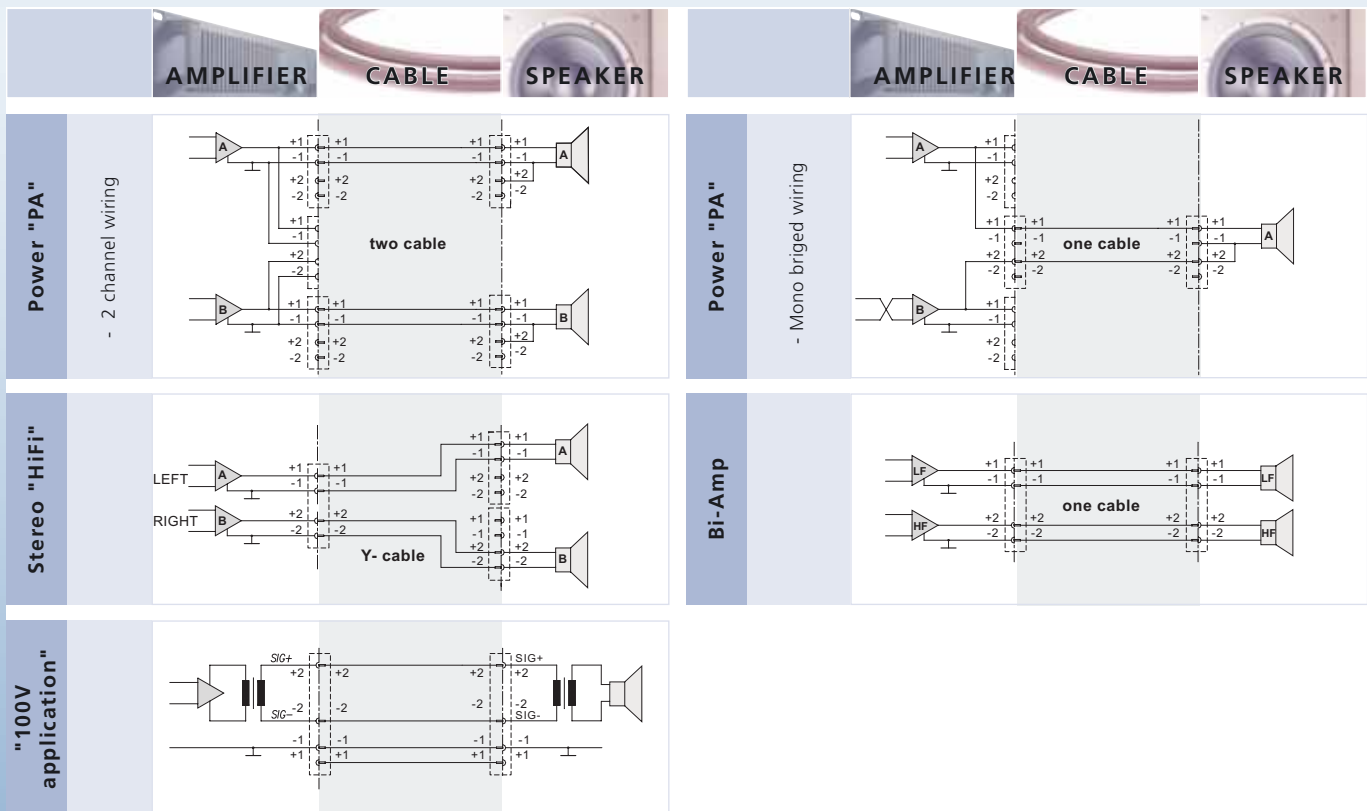 AMPLIFIER CABLE SPEAKER
AMPLIFIER CABLE SPEAKER
Power "PA"
- 2 channel wiring
A
+1 +1 +1 +1
-1 -1 -1 -1
+2 +2 +2 +2
-2 -2 -2 -2
A
+1
-1
+2
-2
two cable
B
+1 +1 +1 +1
-1 -1 -1 -1
+2 +2 +2 +2
-2 -2 -2 -2
B
Power "PA"
- Mono briged wiring
A
+1
-1
+2
-2
+1 +1 +1 +1
-1 -1 -1 -1
+2 +2 +2 +2
-2 -2 -2 -2
one cable
A
B
+1
-1
+2
-2
Stereo "HiFi"
LEFT
A
+1 +1
-1 -1
RIGHT
B
+2 +2
-2 -2
Y- cable
+1 +1
-1 -1
+2 +2
-2 -2
A
+1 +1
-1 -1
+2 +2
-2 -2
B
Bi-Amp
LF
+1 +1 +1 +1
-1 -1 -1 -1
LF
one cable
HF
+2 +2 +2 +2
-2 -2 -2 -2
HF
"100V
application"
SIG+ SIG+
+2 +2 +2 +2
-2 -2 -2 -2
SIG– SIG-
-1 -1 -1 -1
+1 +1 +1 +1